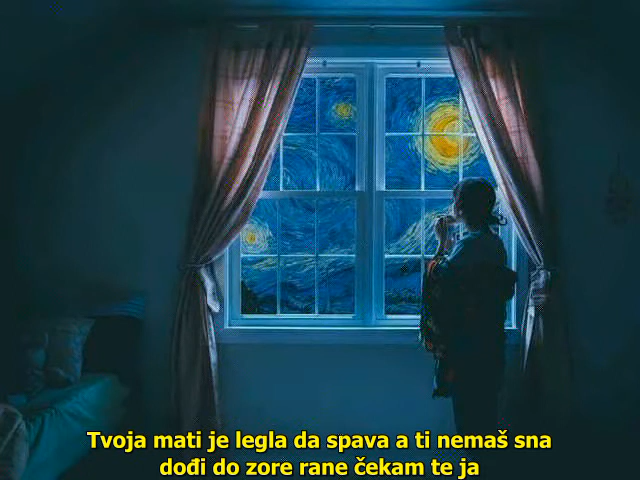 Tvoja mati je legla da spava a ti nemaš sna
dođi do zore rane čekam te ja